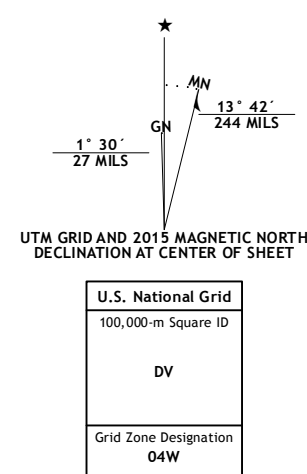 ★
MN
GN
13° 42´
244 MILS
1° 30´
27 MILS
UTM GRID AND 2015 MAGNETIC NORTH
DECLINATION AT CENTER OF SHEET
U.S. National Grid
100,000-m Square ID
DV
Grid Zone Designation
04W